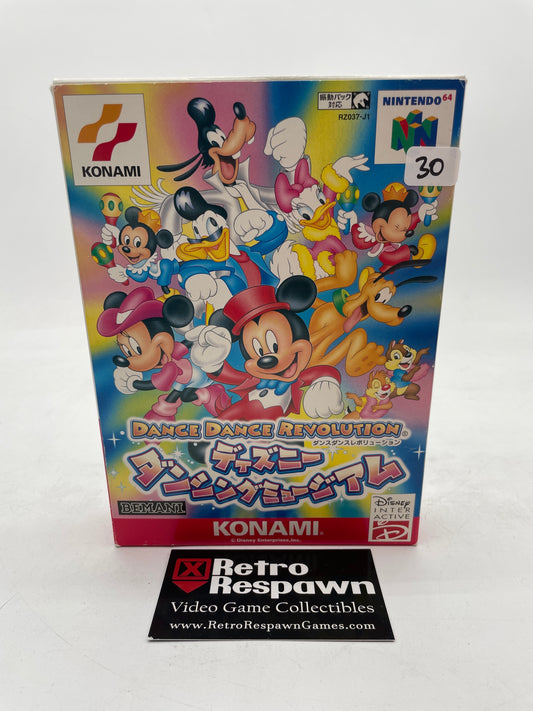 KONAMI
振動パック
対応
RZ037-J1
NINTENDO 64
N
30
DANCE DANCE REVOLUTION®
ダンスダンスレボリューション
ディズニー
ダンシングミュージアム
BEMANI
KONAMI®
© Disney Enterprises, Inc.
Disney
INTER
ACTIVE
D
Retro
Respawn
Video Game Collectibles
www.RetroRespawnGames.com